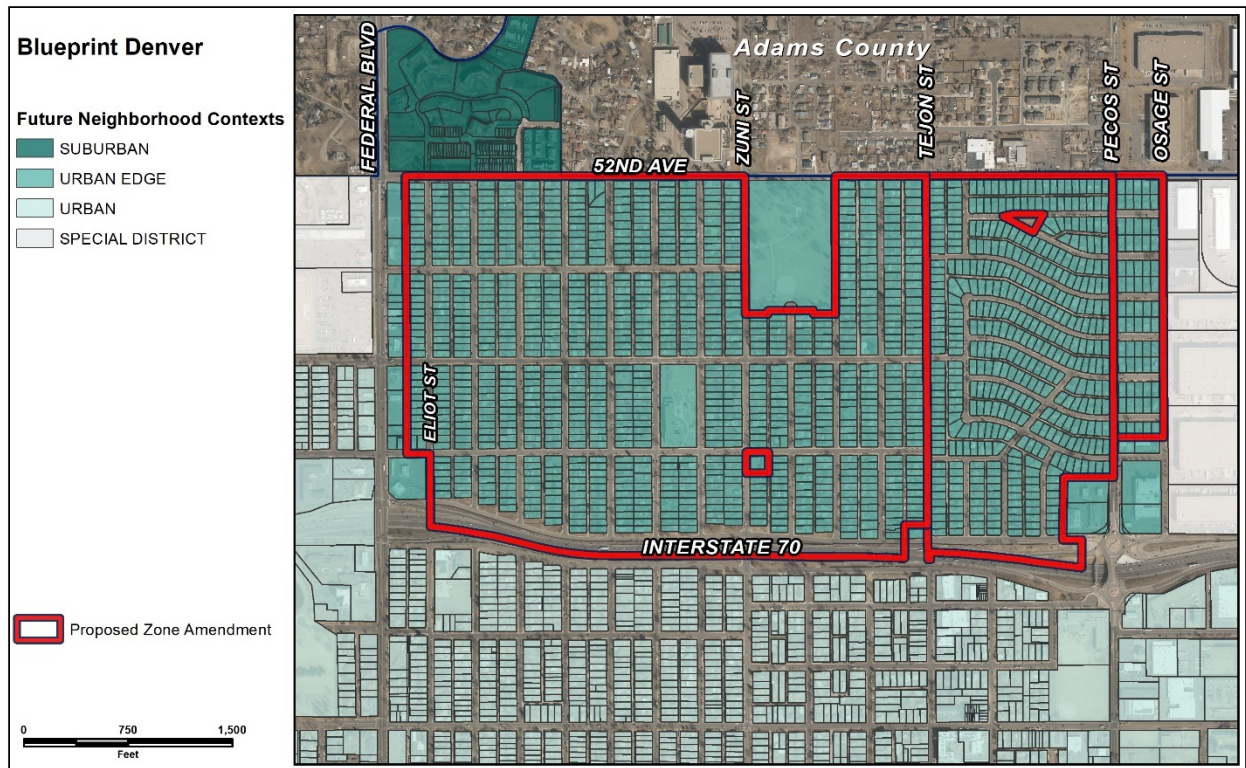 Blueprint Denver
Future Neighborhood Contexts
SUBURBAN
URBAN EDGE
URBAN
SPECIAL DISTRICT
Proposed Zone Amendment
0 750 1,500
Feet
Adams County
FEDERAL BLVD
ZUNI ST
TEJON ST
PECOS ST
OSAGE ST
52ND AVE
ELIOT ST
INTERSTATE 70